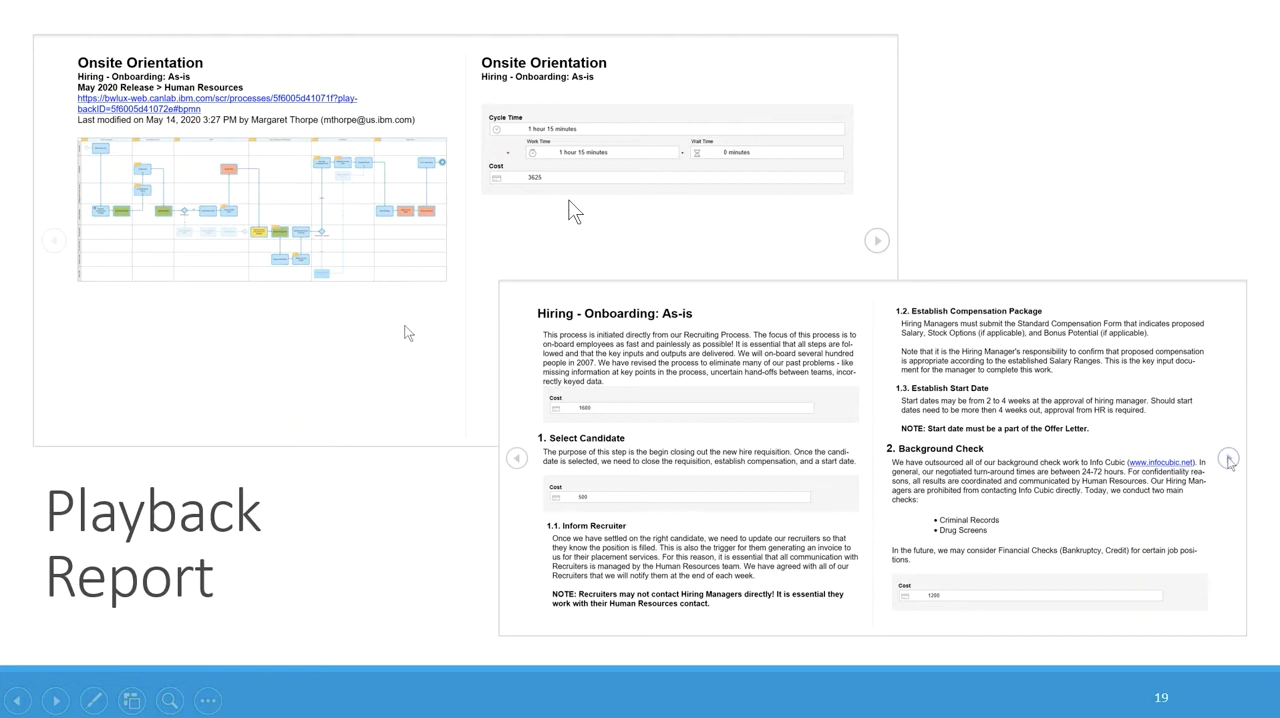 Onsite Orientation
Hiring - Onboarding: As-is
May 2020 Release > Human Resources
https://bwlux-web.canlab.ibm.com/scr/processes/5f6005d41071f?play-
backID=5f6005d41072e#bpmn
Last modified on May 14, 2020 3:27 PM by Margaret Thorpe (mthorpe@us.ibm.com)
Onsite Orientation
Hiring - Onboarding: As-is
Cycle Time
1 hour 15 minutes
Work Time
Wait Time
1 hour 15 minutes
0 minutes
Cost
3625
Hiring - Onboarding: As-is
This process is initiated directly from our Recruiting Process. The focus of this process is to
on-board employees as fast and painlessly as possible! It is essential that all steps are fol-
lowed and that the key inputs and outputs are delivered. We will on-board several hundred
people in 2007. We have revised the process to eliminate many of our past problems - like
missing information at key points in the process, uncertain hand-offs between teams, incor-
rectly keyed data.
Cost
1600
1. Select Candidate
The purpose of this step is the begin closing out the new hire requisition. Once the candi-
date is selected, we need to close the requisition, establish compensation, and a start date.
Cost
500
1.1. Inform Recruiter
Once we have settled on the right candidate, we need to update our recruiters so that
they know the position is filled. This is also the trigger for them generating an invoice to
us for their placement services. For this reason, it is essential that all communication with
Recruiters is managed by the Human Resources team. We have agreed with all of our
Recruiters that we will notify them at the end of each week.
NOTE: Recruiters may not contact Hiring Managers directly! It is essential they
work with their Human Resources contact.
1.2. Establish Compensation Package
Hiring Managers must submit the Standard Compensation Form that indicates proposed
Salary, Stock Options (if applicable), and Bonus Potential (if applicable).
Note that it is the Hiring Manager's responsibility to confirm that proposed compensation
is appropriate according to the established Salary Ranges. This is the key input docu-
ment for the manager to complete this work.
1.3. Establish Start Date
Start dates may be from 2 to 4 weeks at the approval of hiring manager. Should start
dates need to be more then 4 weeks out, approval from HR is required.
NOTE: Start date must be a part of the Offer Letter.
2. Background Check
We have outsourced all of our background check work to Info Cubic (www.infocubic.net). In
general, our negotiated turn-around times are between 24-72 hours. For confidentiality rea-
sons, all results are coordinated and communicated by Human Resources. Our Hiring Man-
agers are prohibited from contacting Info Cubic directly. Today, we conduct two main
checks:
• Criminal Records
• Drug Screens
In the future, we may consider Financial Checks (Bankruptcy, Credit) for certain job posi-
tions.
Cost
1200
Playback
Report
19